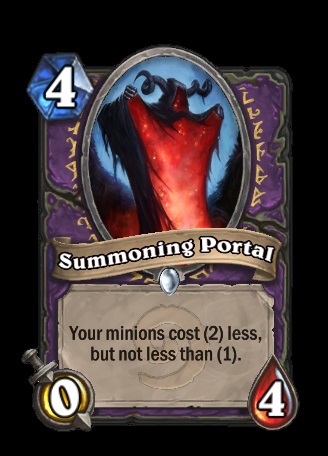 4
Summoning Portal
Your minions cost (2) less,
but not less than (1).
0
4